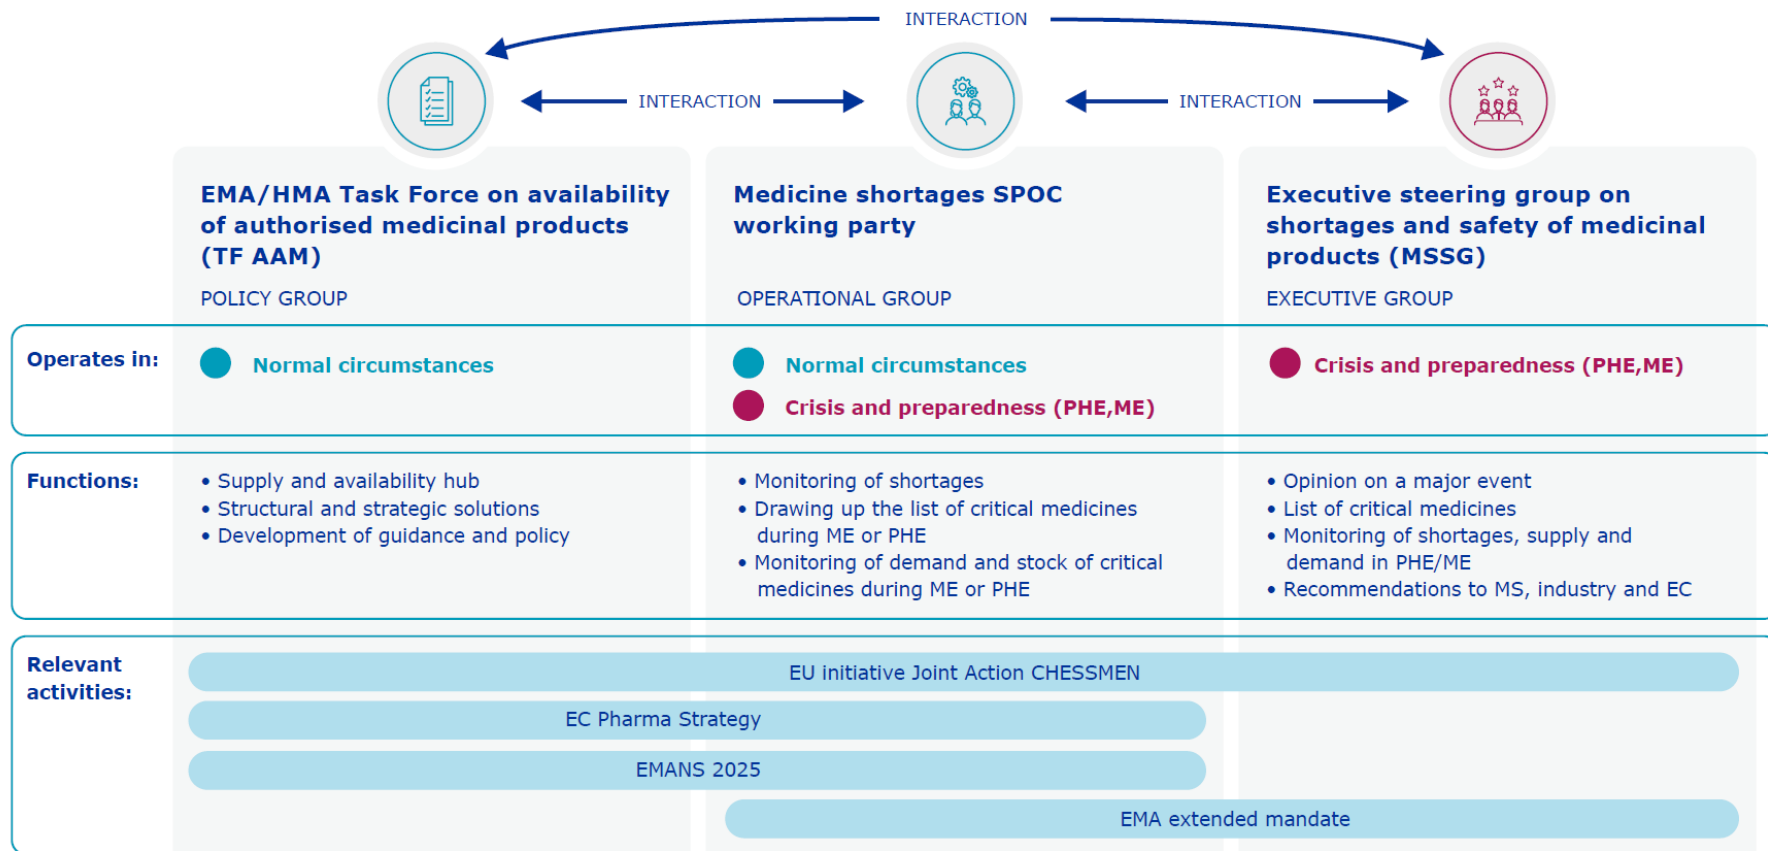 INTERACTION
INTERACTION
INTERACTION
EMA/HMA Task Force on availability
of authorised medicinal products
(TF AAM)
POLICY GROUP
Medicine shortages SPOC
working party
OPERATIONAL GROUP
Executive steering group on
shortages and safety of medicinal
products (MSSG)
EXECUTIVE GROUP
Operates in:
Normal circumstances
Normal circumstances
Crisis and preparedness (PHE,ME)
Crisis and preparedness (PHE,ME)
Functions:
• Supply and availability hub
• Structural and strategic solutions
• Development of guidance and policy
• Monitoring of shortages
• Drawing up the list of critical medicines
during ME or PHE
• Monitoring of demand and stock of critical
medicines during ME or PHE
• Opinion on a major event
• List of critical medicines
• Monitoring of shortages, supply and
demand in PHE/ME
• Recommendations to MS, industry and EC
Relevant
activities:
EU initiative Joint Action CHESSMEN
EC Pharma Strategy
EMANS 2025
EMA extended mandate